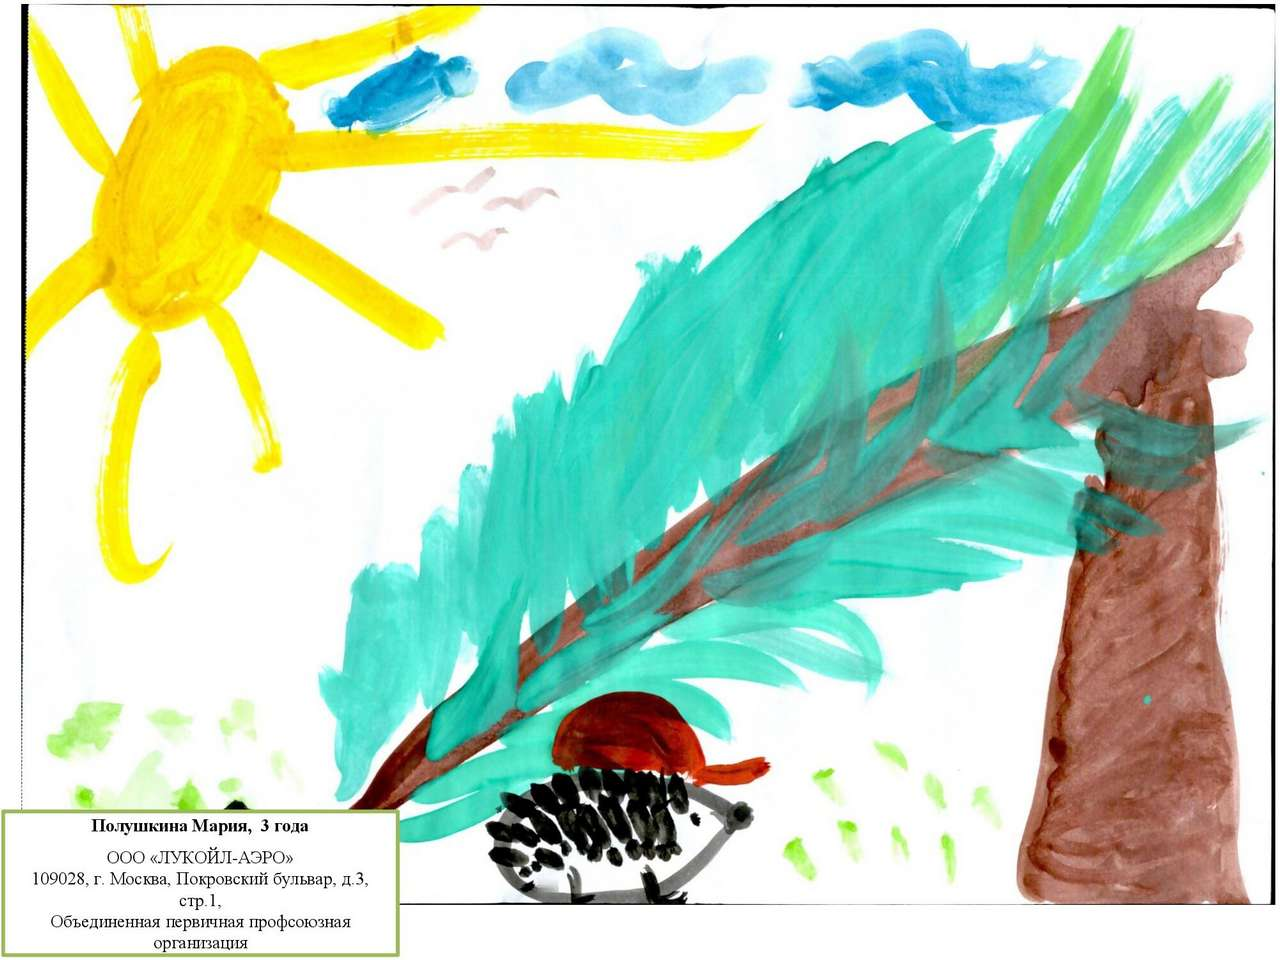 Полушкина Мария,  3 года
ООО «ЛУКОЙЛ-АЭРО»
109028, г. Москва, Покровский бульвар, д.3,
стр.1,
Объединенная первичная профсоюзная
организация